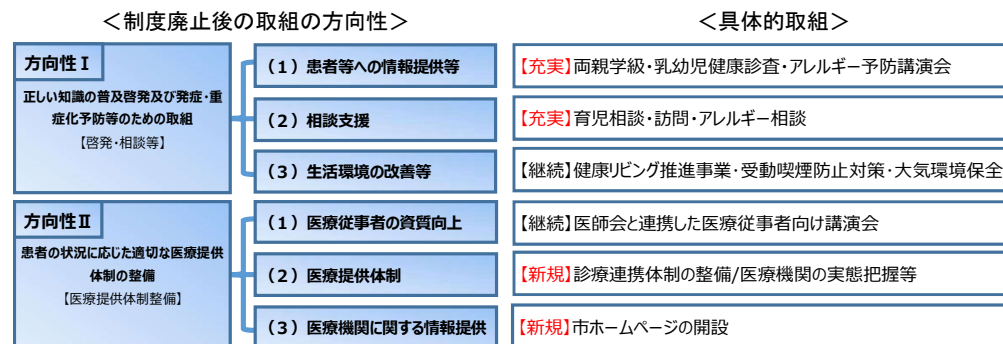 ＜制度廃止後の取組の方向性＞
＜具体的取組＞
方向性Ⅰ
正しい知識の普及啓発及び発症・重
症化予防等のための取組
【啓発・相談等】
（１）患者等への情報提供等
【充実】両親学級・乳幼児健康診査・アレルギー予防講演会
（２）相談支援
【充実】育児相談・訪問・アレルギー相談
（３）生活環境の改善等
【継続】健康リビング推進事業・受動喫煙防止対策・大気環境保全
方向性Ⅱ
患者の状況に応じた適切な医療提供
体制の整備
【医療提供体制整備】
（１）医療従事者の資質向上
【継続】医師会と連携した医療従事者向け講演会
（２）医療提供体制
【新規】診療連携体制の整備/医療機関の実態把握等
（３）医療機関に関する情報提供
【新規】市ホームページの開設